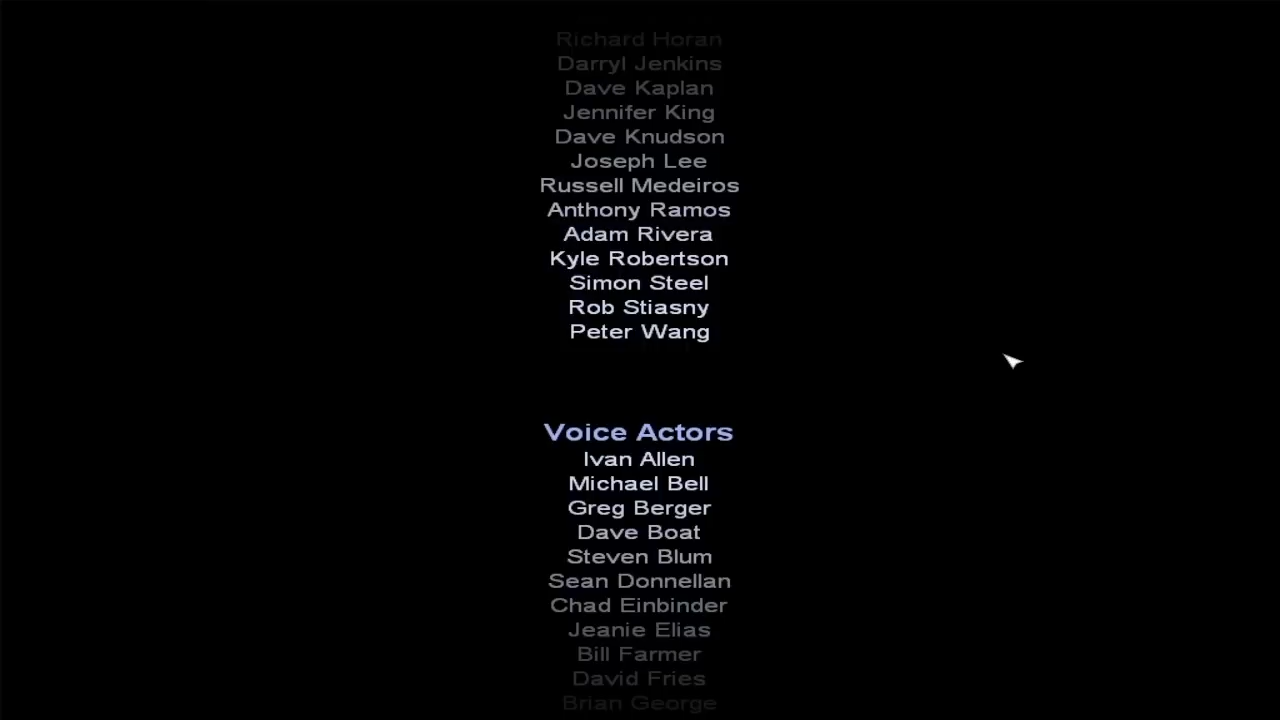 Richard Horan
Darryl Jenkins
Dave Kaplan
Jennifer King
Dave Knudson
Joseph Lee
Russell Medeiros
Anthony Ramos
Adam Rivera
Kyle Robertson
Simon Steel
Rob Stiasny
Peter Wang
Voice Actors
Ivan Allen
Michael Bell
Greg Berger
Dave Boat
Steven Blum
Sean Donnellan
Chad Einbinder
Jeanie Elias
Bill Farmer
David Fries
Brian George